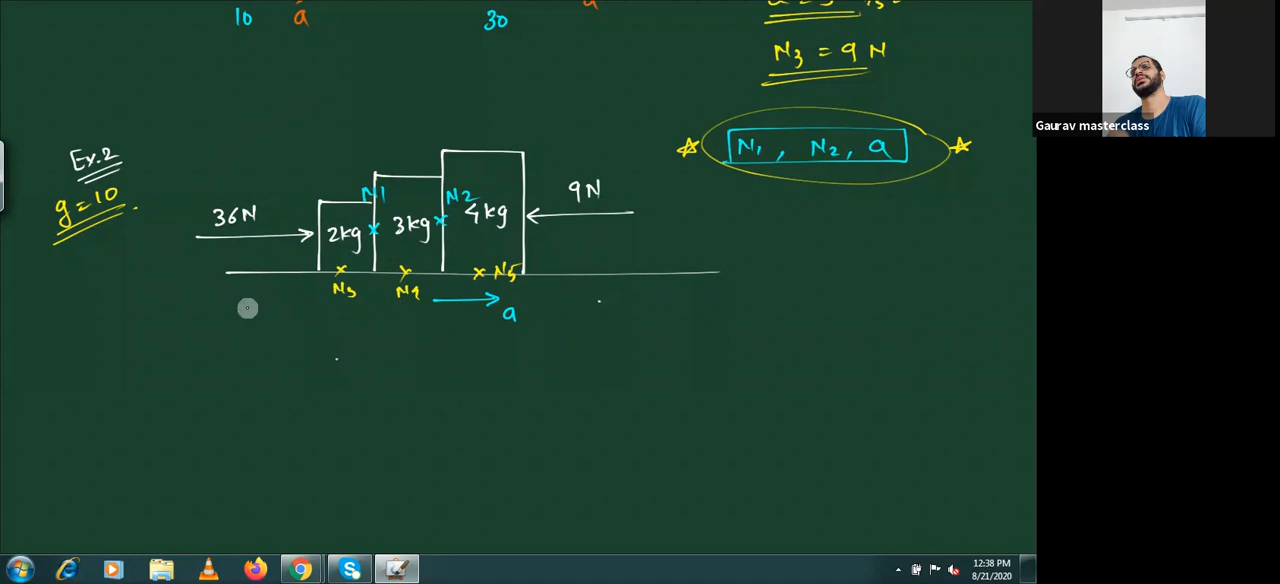 10 a 30
N3 = 9 N
Ex.2
g=10
N1, N2, a
36N
N1
N2
9N
2kg
3kg
4kg
N3
N4
N5
a
Gaurav masterclass
12:38 PM
8/21/2020